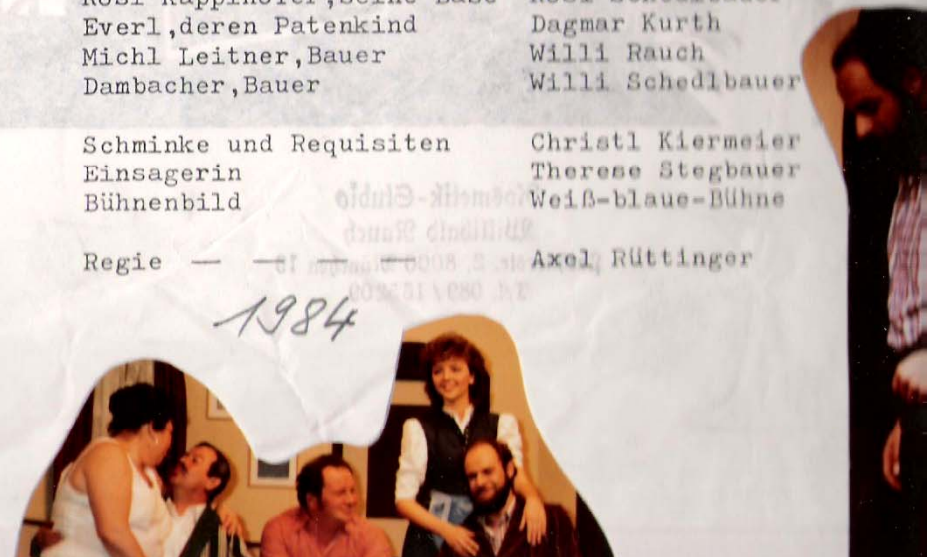 Everl,deren Patenkind Dagmar Kurth
Michl Leitner,Bauer Willi Rauch
Dambacher,Bauer Willi Schedlbauer
Schminke und Requisiten Christl Kiermeier
Einsagerin Therese Stegbauer
Bühnenbild Weiß-blaue-Bühne
Regie — — — Axel Rüttinger
1984